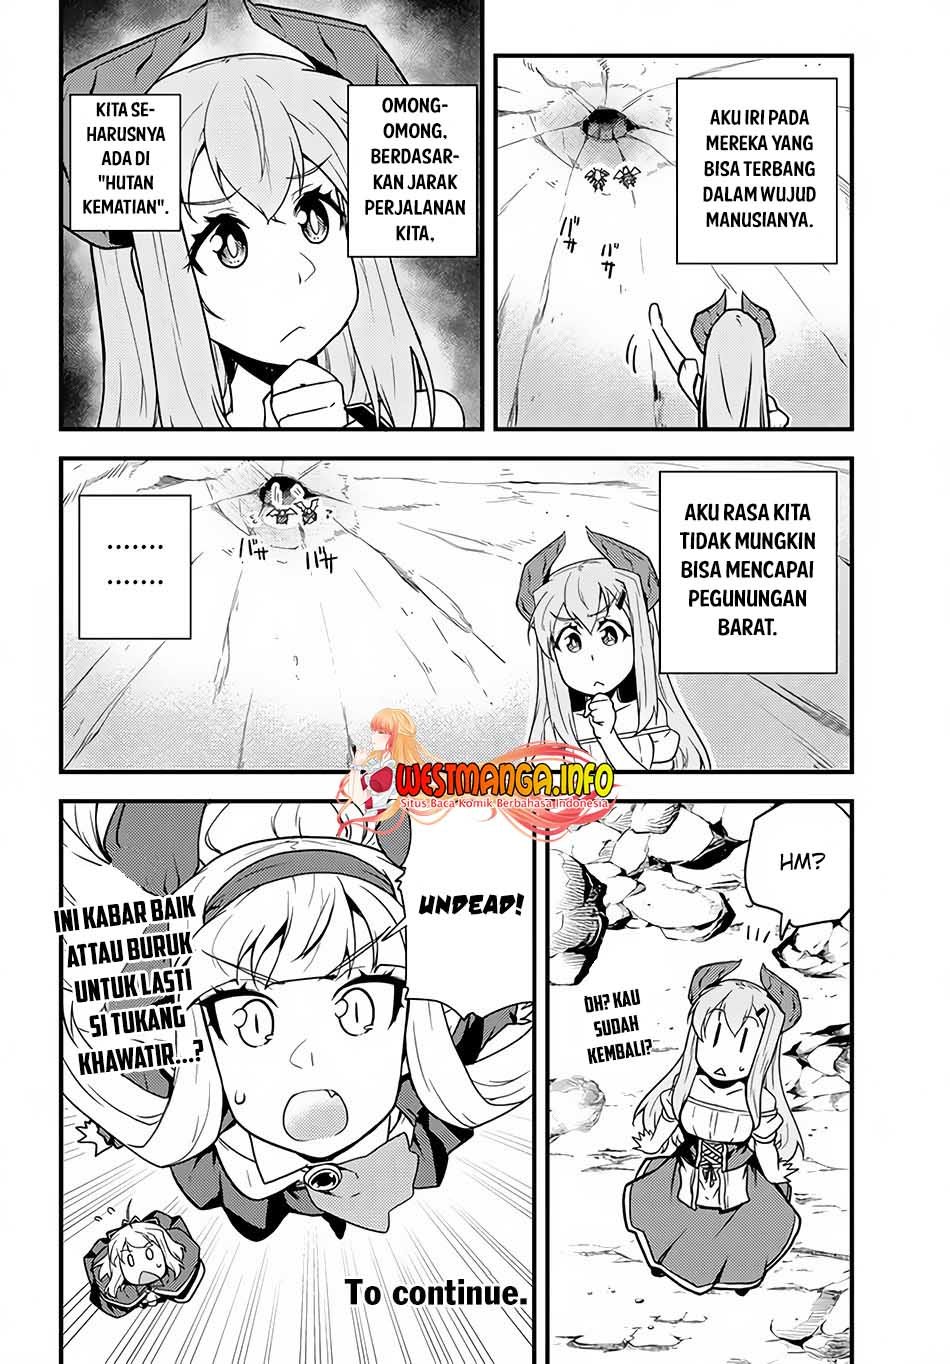 AKU IRI PADA
MEREKA YANG
BISA TERBANG
DALAM WUJUD
MANUSIANYA.
OMONG-
OMONG,
BERDASAR-
KAN JARAK
PERJALANAN
KITA,
KITA SE-
HARUSNYA
ADA DI
"HUTAN
KEMATIAN".
AKU RASA KITA
TIDAK MUNGKIN
BISA MENCAPAI
PEGUNUNGAN
BARAT.
.......
.......
WESTMANGA.INFO
Situs Baca Komik Berbahasa Indonesia
HM?
OH? KAU
SUDAH
KEMBALI?
UNDEAD!
INI KABAR BAIK
ATTAU BURUK
UNTUK LASTI
SI TUKANG
KHAWATIR...?
To continue.